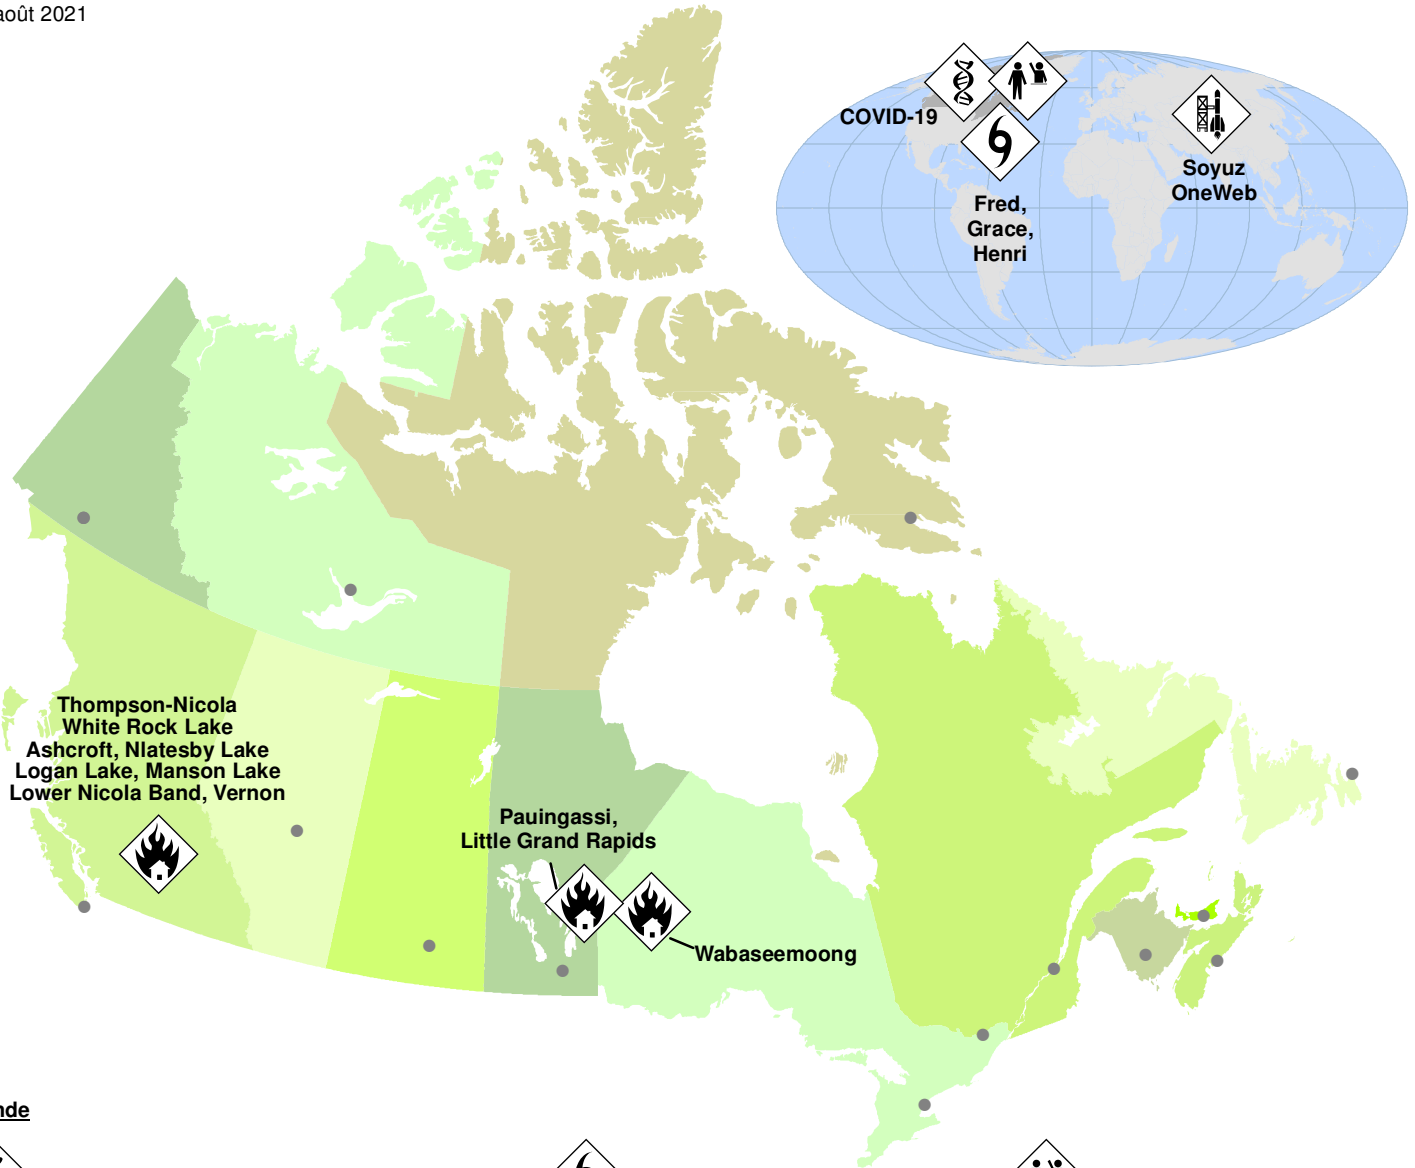 août 2021
COVID-19
Soyuz
OneWeb
Fred,
Grace,
Henri
Thompson-Nicola
White Rock Lake
Ashcroft, Nlatesby Lake
Logan Lake, Manson Lake
Lower Nicola Band, Vernon
Pauingassi,
Little Grand Rapids
Wabaseemoong
nde